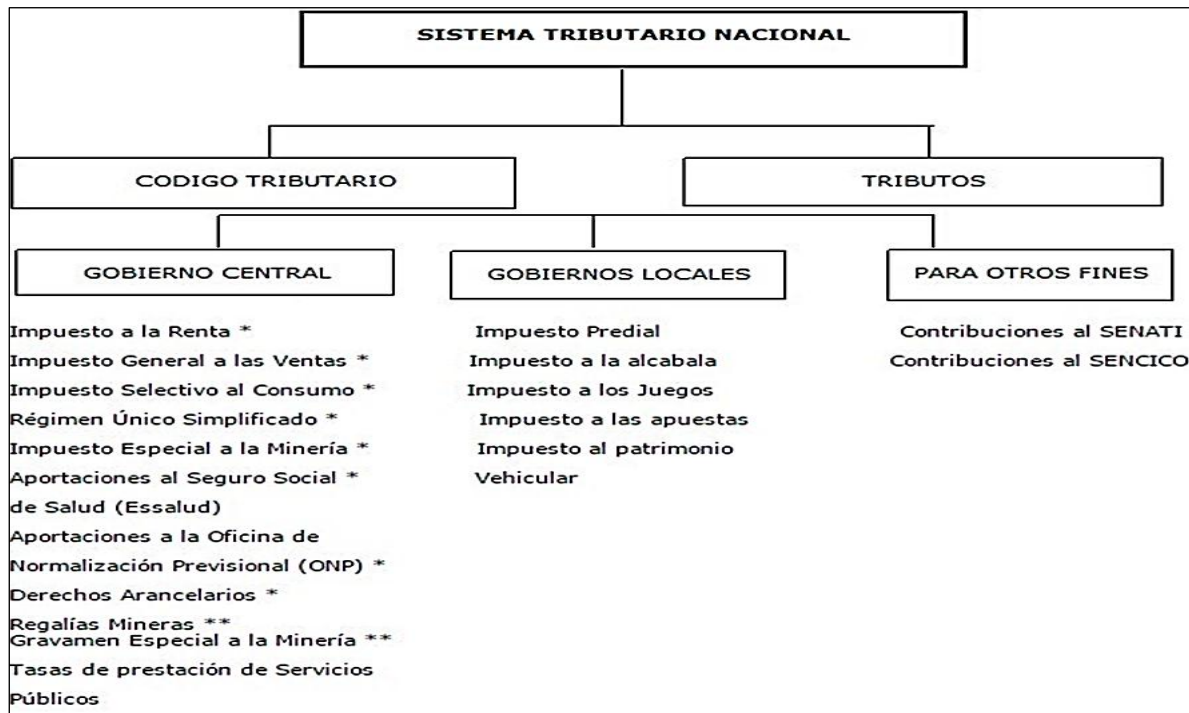 SISTEMA TRIBUTARIO NACIONAL
CODIGO TRIBUTARIO
TRIBUTOS
GOBIERNO CENTRAL
GOBIERNOS LOCALES
PARA OTROS FINES
Impuesto a la Renta *
Impuesto General a las Ventas *
Impuesto Selectivo al Consumo *
Régimen Único Simplificado *
Impuesto Especial a la Minería *
Aportaciones al Seguro Social *
de Salud (Essalud)
Aportaciones a la Oficina de
Normalización Previsional (ONP) *
Derechos Arancelarios *
Regalías Mineras **
Gravamen Especial a la Minería **
Tasas de prestación de Servicios
Públicos
Impuesto Predial
Impuesto a la alcabala
Impuesto a los Juegos
Impuesto a las apuestas
Impuesto al patrimonio
Vehicular
Contribuciones al SENATI
Contribuciones al SENCICO